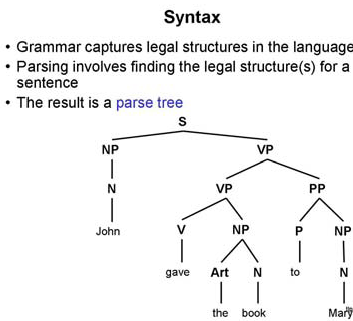 Syntax
• Grammar captures legal structures in the language
• Parsing involves finding the legal structure(s) for a
sentence
• The result is a parse tree
S
NP VP
N VP PP
John V NP P NP
gave Art N to N
the book Mary